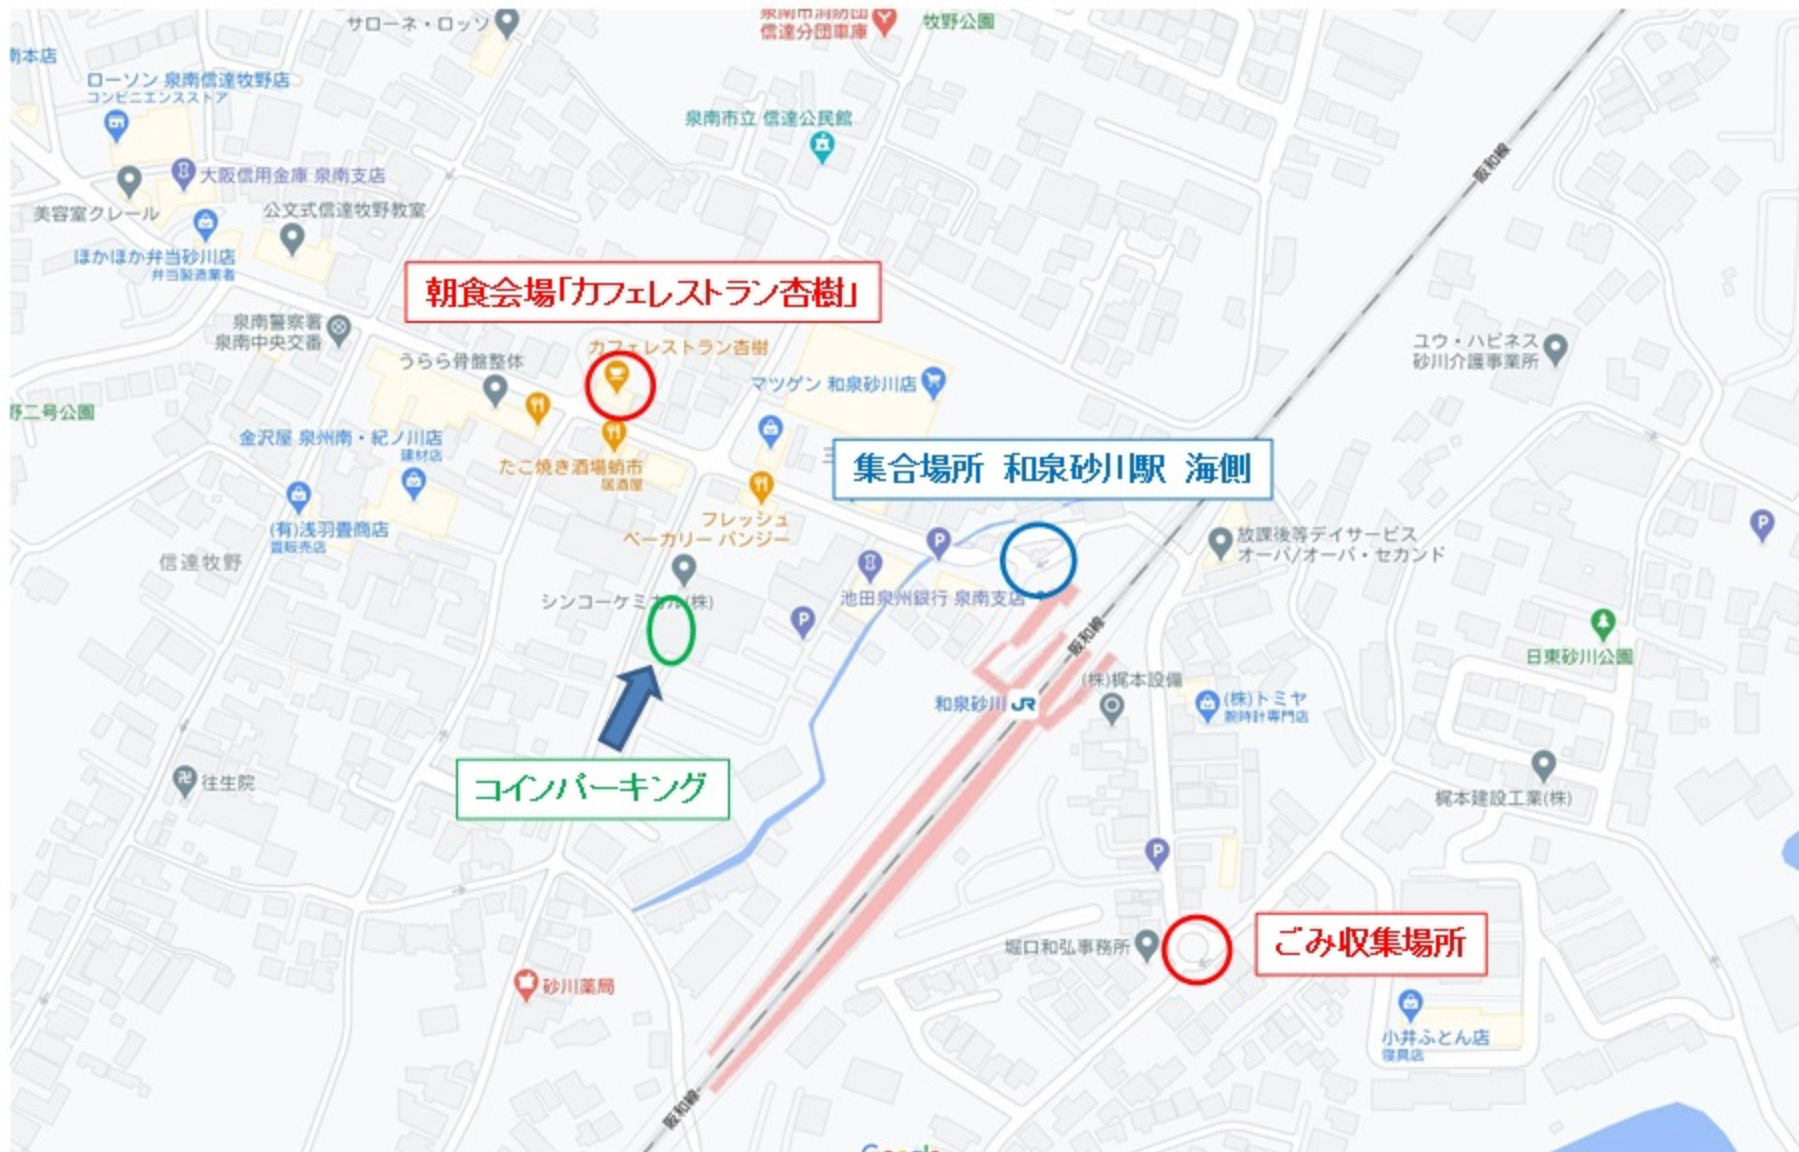 サローネ・ロッソ
泉南市消防団
信達分団車庫
牧野公園
南本店
ローソン 泉南信達牧野店
コンビニエンスストア
泉南市立 信達公民館
阪和線
大阪信用金庫 泉南支店
美容室クレール
公文式信達牧野教室
ほかほか弁当砂川店
弁当製造業者
朝食会場「カフェレストラン杏樹」
泉南警察署
泉南中央交番
うらら骨盤整体
カフェレストラン杏樹
マツゲン 和泉砂川店
ユウ・ハピネス
砂川介護事業所
野二号公園
金沢屋 泉州南・紀ノ川店
建材店
たこ焼き酒場蛸市
居酒屋
集合場所 和泉砂川駅 海側
(有)浅羽畳商店
畳販売店
フレッシュ
ベーカリー パンジー
P
P
放課後等デイサービス
オーパ/オーパ・セカンド
信達牧野
シンコーケミカル(株)
池田泉州銀行 泉南支店
P
阪和線
日東砂川公園
(株)梶本設備
和泉砂川 JR
(株)トミヤ
腕時計専門店
コインパーキング
往生院
梶本建設工業(株)
P
堀口和弘事務所
ごみ収集場所
砂川薬局
小井ふとん店
寝具店
阪和線
Google